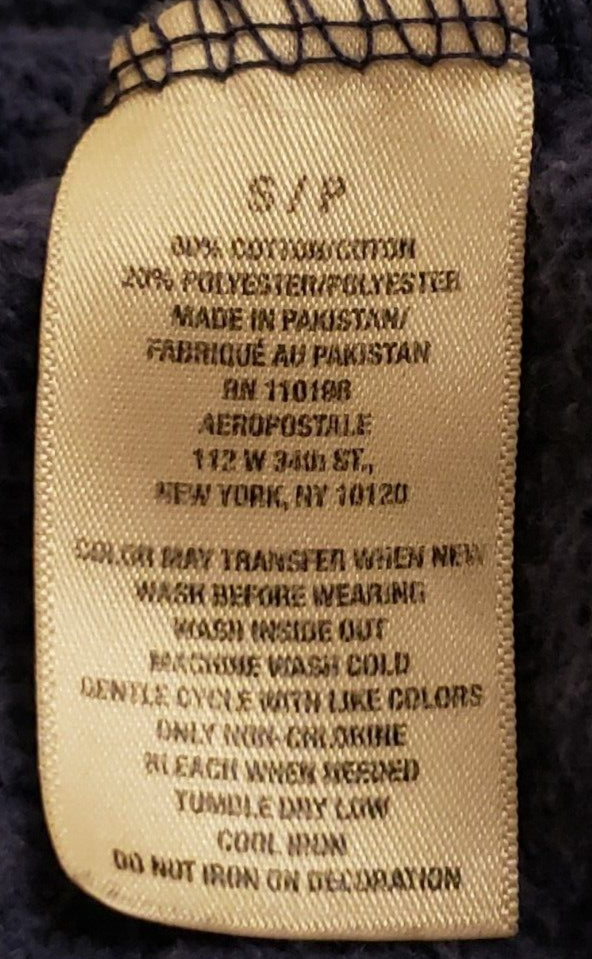 S / P
80% COTTON/COTON
20% POLYESTER/POLYESTER
MADE IN PAKISTAN/
FABRIQUÉ AU PAKISTAN
RN 110188
AEROPOSTALE
112 W 34th ST.,
NEW YORK, NY 10120
COLOR MAY TRANSFER WHEN NEW
WASH BEFORE WEARING
WASH INSIDE OUT
MACHINE WASH COLD
GENTLE CYCLE WITH LIKE COLORS
ONLY NON-CHLORINE
BLEACH WHEN NEEDED
TUMBLE DRY LOW
COOL IRON
DO NOT IRON ON DECORATION